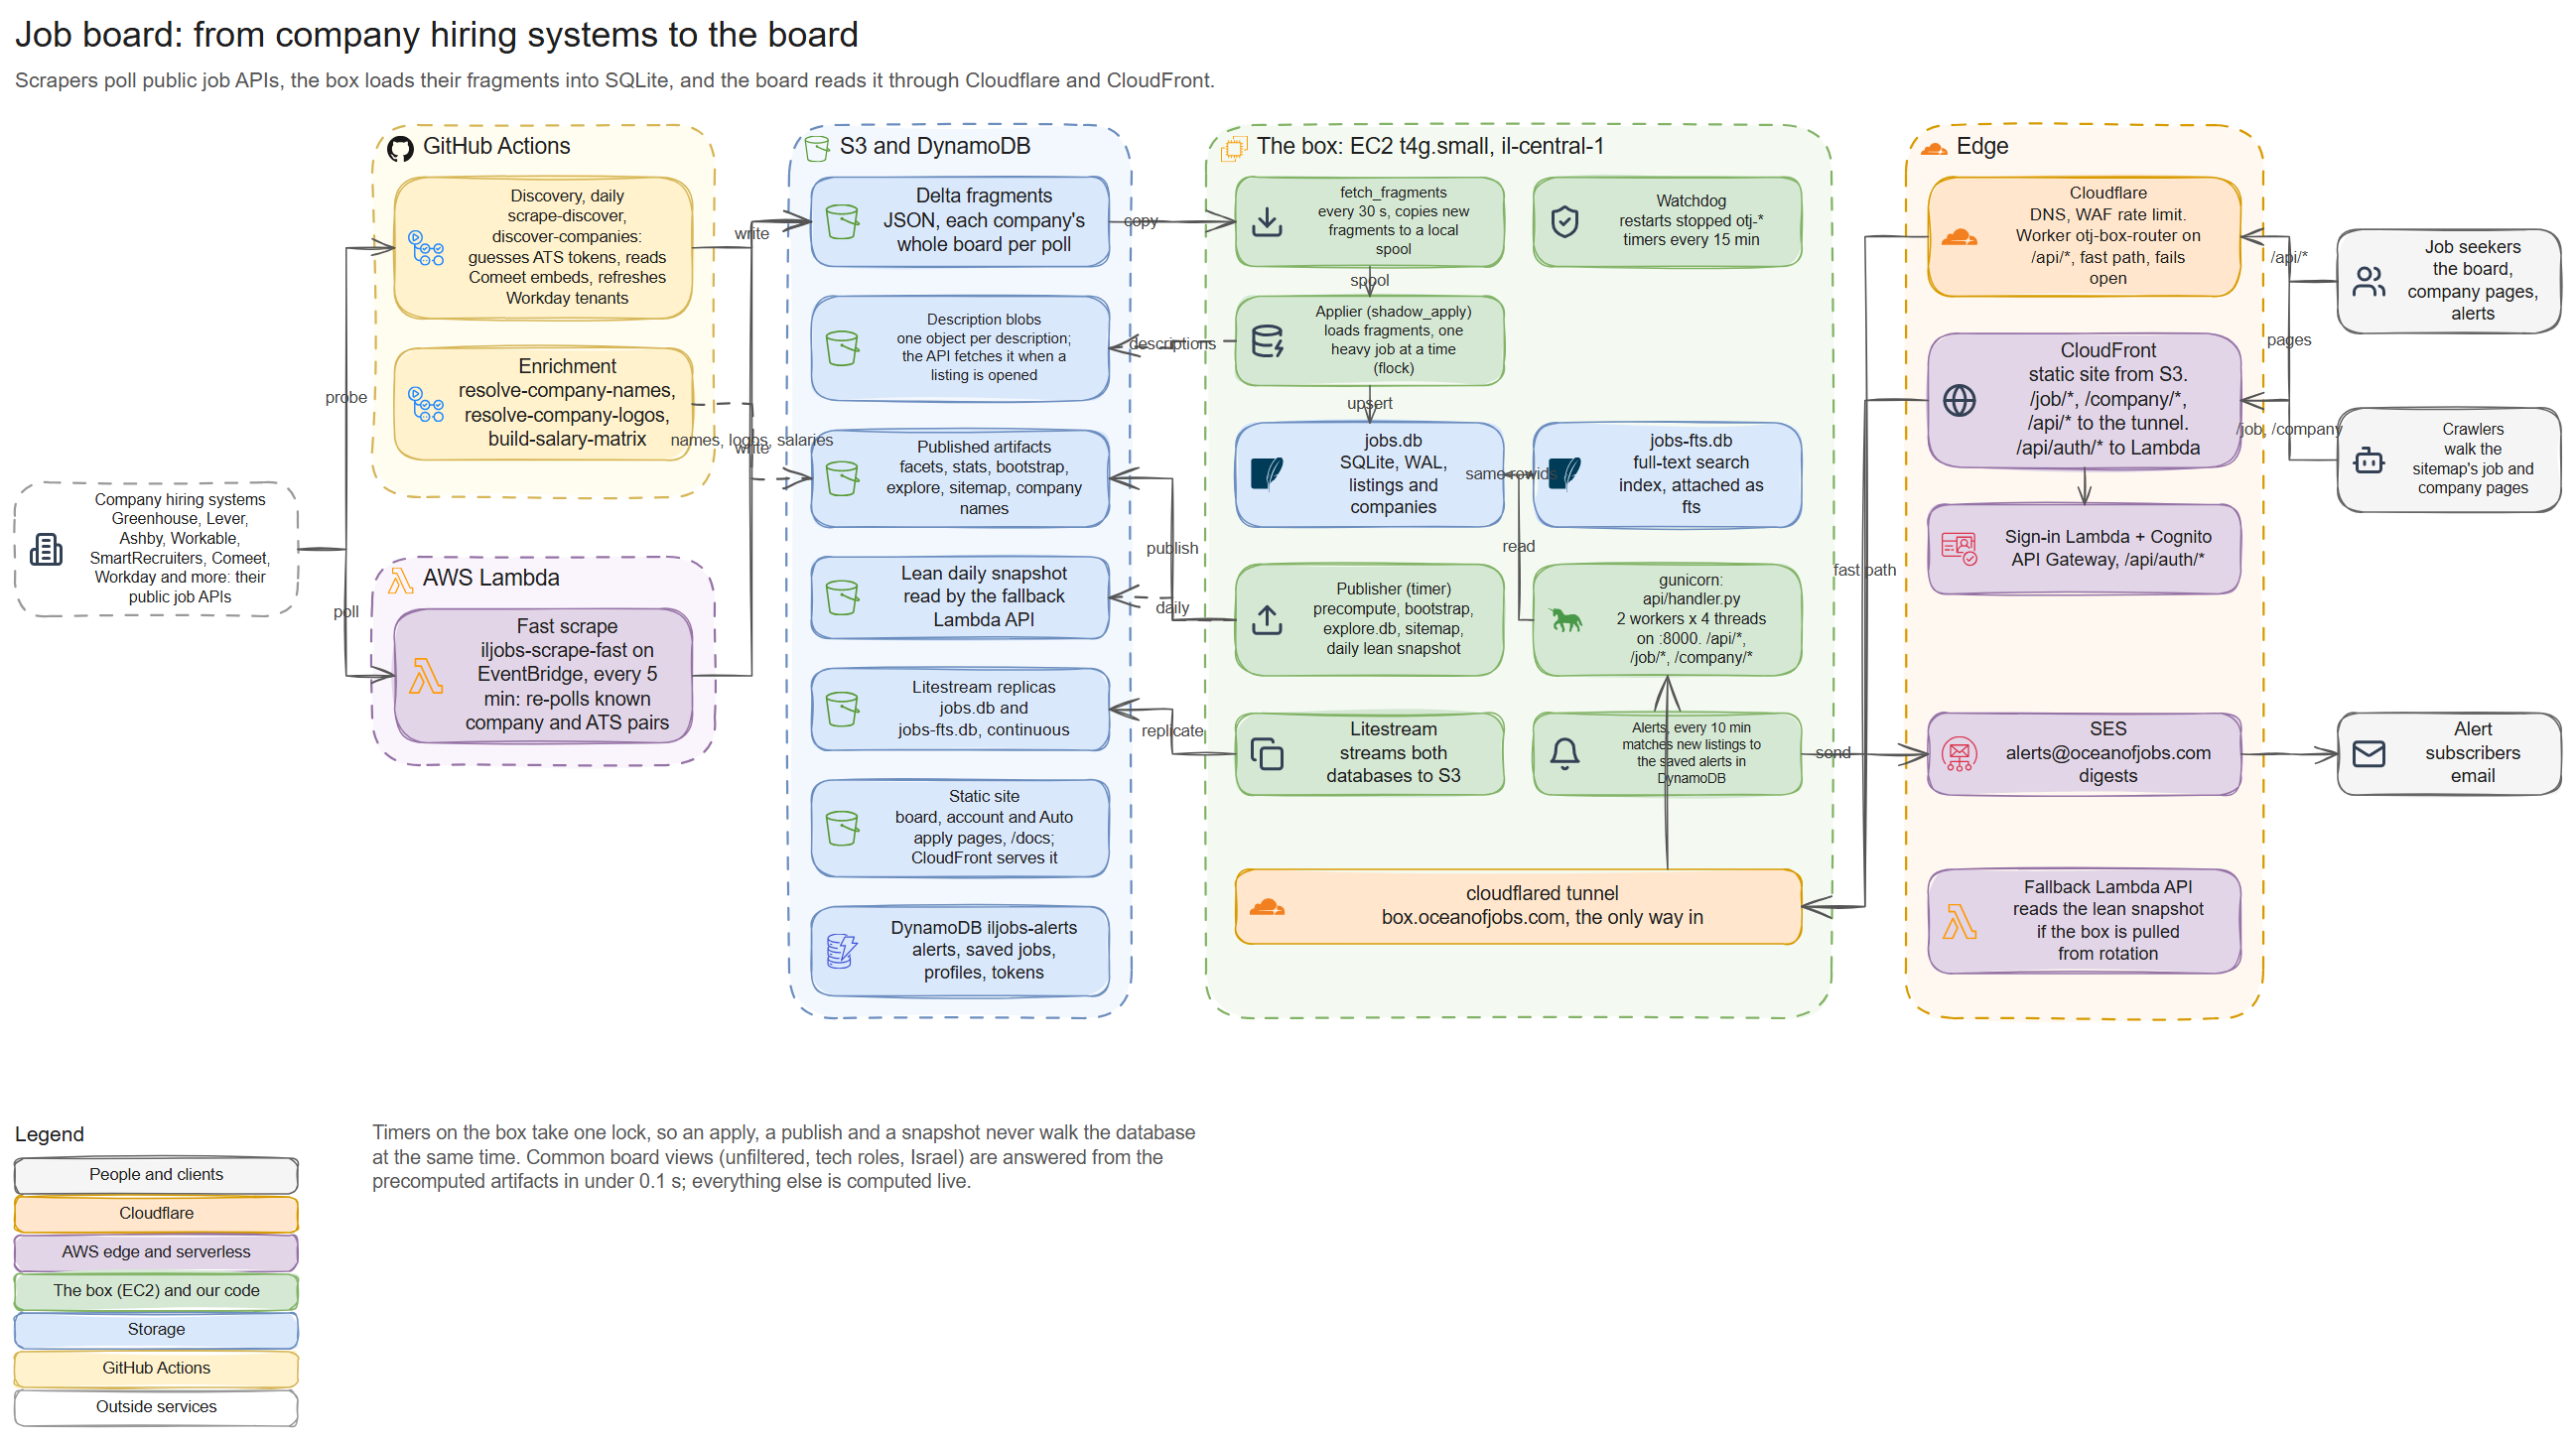 Job board: from company hiring systems to the board
Scrapers poll public job APIs, the box loads their fragments into SQLite, and the board reads it through Cloudflare and CloudFront.
Company hiring systems
Greenhouse, Lever,
Ashby, Workable,
SmartRecruiters, Comeet,
Workday and more: their
public job APIs
probe
poll
GitHub Actions
Discovery, daily
scrape-discover,
discover-companies:
guesses ATS tokens, reads
Comeet embeds, refreshes
Workday tenants
Enrichment
resolve-company-names,
resolve-company-logos,
build-salary-matrix
AWS Lambda
Fast scrape
iljobs-scrape-fast on
EventBridge, every 5
min: re-polls known
company and ATS pairs
write
names, logos, salaries
write
S3 and DynamoDB
Delta fragments
JSON, each company's
whole board per poll
Description blobs
one object per description;
the API fetches it when a
listing is opened
Published artifacts
facets, stats, bootstrap,
explore, sitemap, company
names
Lean daily snapshot
read by the fallback
Lambda API
Litestream replicas
jobs.db and
jobs-fts.db, continuous
Static site
board, account and Auto
apply pages, /docs;
CloudFront serves it
DynamoDB iljobs-alerts
alerts, saved jobs,
profiles, tokens
copy
descriptions
publish
daily
replicate
The box: EC2 t4g.small, il-central-1
fetch_fragments
every 30 s, copies new
fragments to a local
spool
Watchdog
restarts stopped otj-*
timers every 15 min
spool
Applier (shadow_apply)
loads fragments, one
heavy job at a time
(flock)
upsert
jobs.db
SQLite, WAL,
listings and
companies
same rowids
jobs-fts.db
full-text search
index, attached as
fts
read
Publisher (timer)
precompute, bootstrap,
explore.db, sitemap,
daily lean snapshot
gunicorn:
api/handler.py
2 workers x 4 threads
on :8000. /api/*,
/job/*, /company/*
Litestream
streams both
databases to S3
Alerts, every 10 min
matches new listings to
the saved alerts in
DynamoDB
cloudflared tunnel
box.oceanofjobs.com, the only way in
send
fast path
Edge
Cloudflare
DNS, WAF rate limit.
Worker otj-box-router on
/api/*, fast path, fails
open
CloudFront
static site from S3.
/job/*, /company/*,
/api/* to the tunnel.
/api/auth/* to Lambda
Sign-in Lambda + Cognito
API Gateway, /api/auth/*
SES
alerts@oceanofjobs.com
digests
Fallback Lambda API
reads the lean snapshot
if the box is pulled
from rotation
/api/*
pages
/job, /company
Job seekers
the board,
company pages,
alerts
Crawlers
walk the
sitemap's job and
company pages
Alert
subscribers
email
Legend
People and clients
Cloudflare
AWS edge and serverless
The box (EC2) and our code
Storage
GitHub Actions
Outside services
Timers on the box take one lock, so an apply, a publish and a snapshot never walk the database
at the same time. Common board views (unfiltered, tech roles, Israel) are answered from the
precomputed artifacts in under 0.1 s; everything else is computed live.